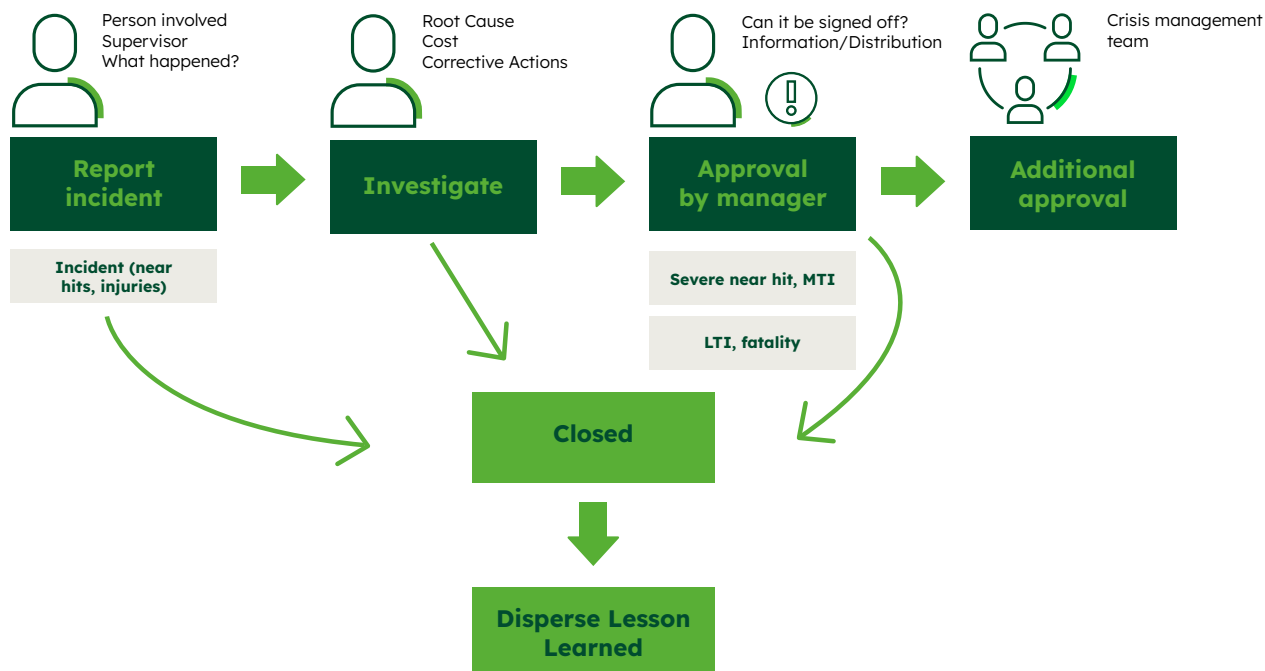 Person involved
Supervisor
What happened?
Root Cause
Cost
Corrective Actions
Can it be signed off?
Information/Distribution
Crisis management
team
Report
incident
Investigate
Approval
by manager
Additional
approval
Incident (near
hits, injuries)
Severe near hit, MTI
LTI, fatality
Closed
Disperse Lesson
Learned